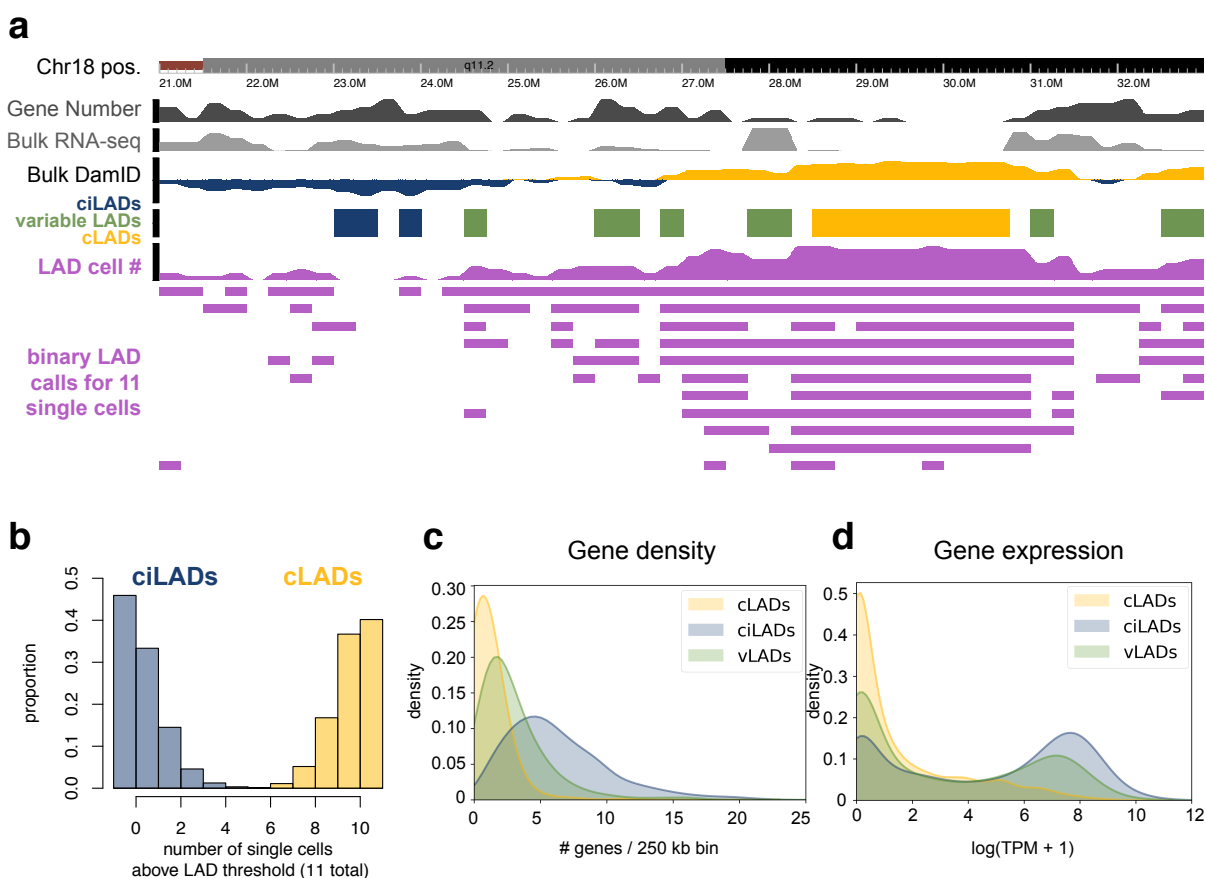 a
Chr18 pos.
q11.2
21.0M 22.0M 23.0M 24.0M 25.0M 26.0M 27.0M 28.0M 29.0M 30.0M 31.0M 32.0M
Gene Number
Bulk RNA-seq
Bulk DamID
ciLADs
variable LADs
cLADs
LAD cell #
binary LAD
calls for 11
single cells
b
ciLADs cLADs
proportion
0.5
0.4
0.3
0.2
0.1
0.0
0 2 4 6 8 10
number of single cells
above LAD threshold (11 total)
c
Gene density
density
0.30
0.25
0.20
0.15
0.10
0.05
0
cLADs
ciLADs
vLADs
0 5 10 15 20 25
# genes / 250 kb bin
d
Gene expression
density
0.5
0.4
0.3
0.2
0.1
0
cLADs
ciLADs
vLADs
0 2 4 6 8 10 12
log(TPM + 1)